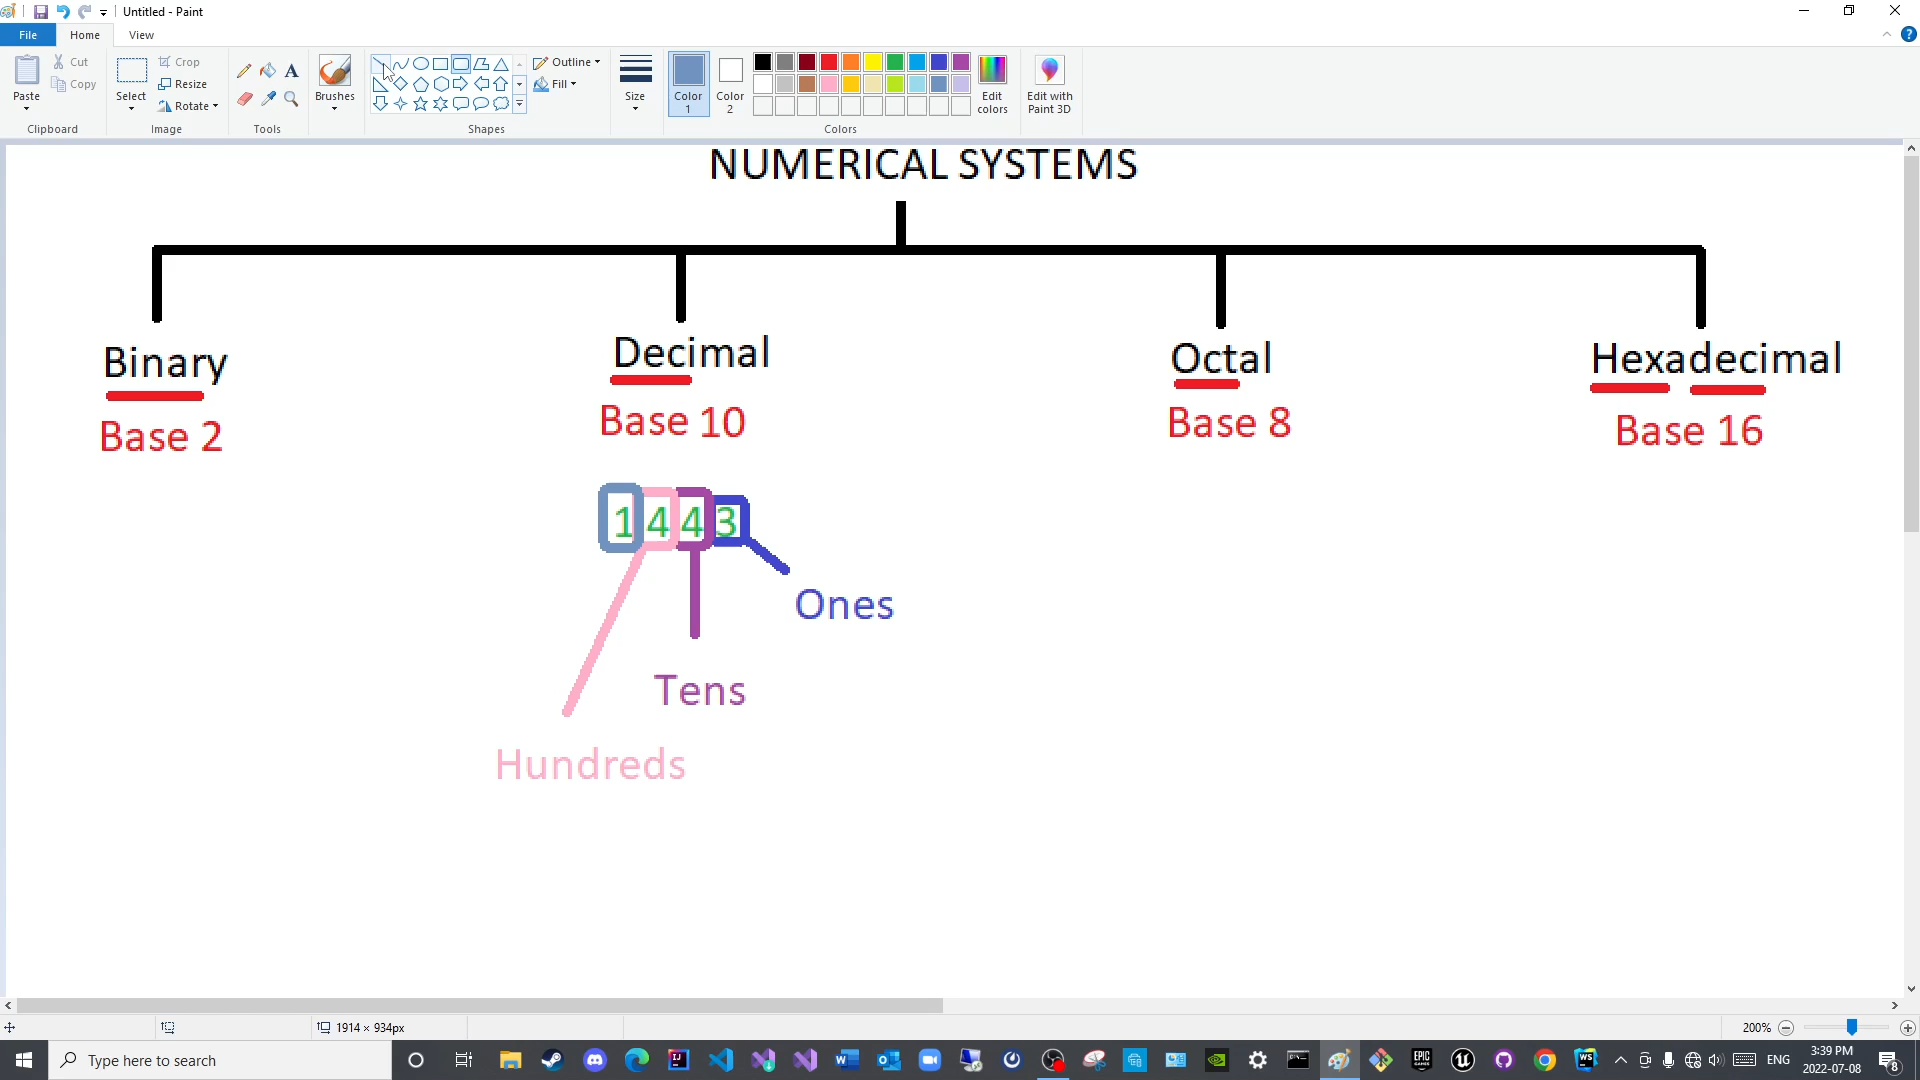 Untitled - Paint
File Home View
Paste Cut Copy Clipboard
Select Crop Resize Rotate Image
Tools
Brushes
Shapes
Outline Fill
Size
Color 1
Color 2
Edit colors
Colors
Edit with Paint 3D
NUMERICAL SYSTEMS
Binary Decimal Octal Hexadecimal
Base 2 Base 10 Base 8 Base 16
1443
Ones
Tens
Hundreds
1914 × 934px
200%
Type here to search
ENG
3:39 PM
2022-07-08
8